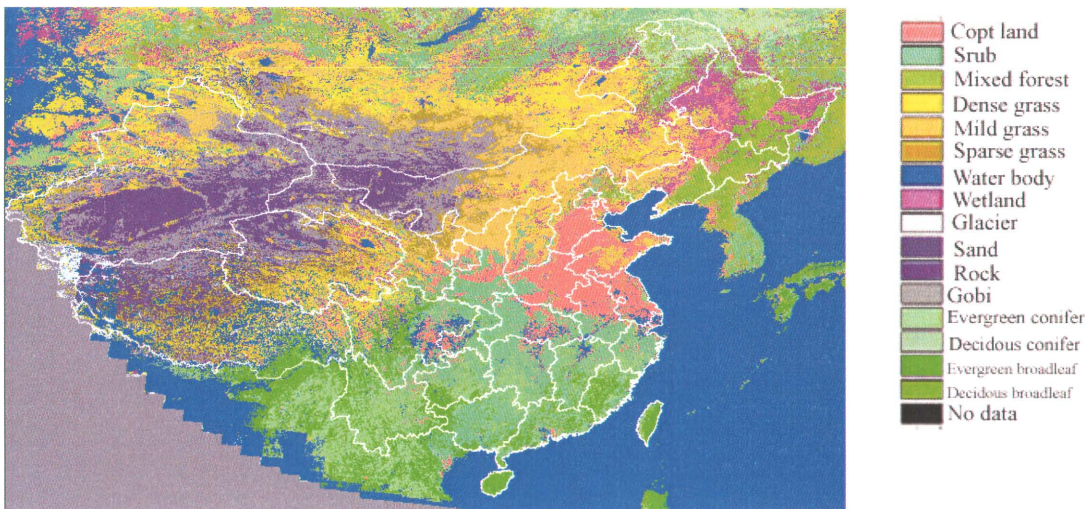 Copt land
Srub
Mixed forest
Dense grass
Mild grass
Sparse grass
Water body
Wetland
Glacier
Sand
Rock
Gobi
Evergreen conifer
Decidous conifer
Evergreen broadleaf
Decidous broadleaf
No data